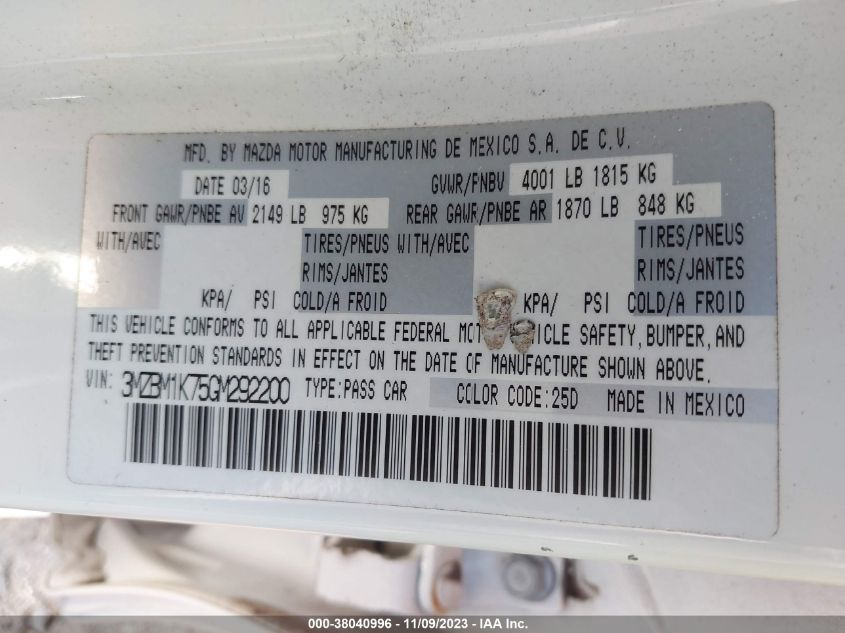 MFD. BY MAZDA MOTOR MANUFACTURING DE MEXICO S.A. DE C.V.
DATE 03/16 GVWR/PNBV 4001 LB 1815 KG
FRONT GAWR/PNBE AV 2149 LB 975 KG REAR GAWR/PNBE AR 1870 LB 848 KG
WITH/AVEC TIRES/PNEUS WITH/AVEC TIRES/PNEUS
RIMS/JANTES RIMS/JANTES
KPA/ PSI COLD/A FROID KPA/ PSI COLD/A FROID
THIS VEHICLE CONFORMS TO ALL APPLICABLE FEDERAL SAFETY, BUMPER, AND
THEFT PREVENTION STANDARDS IN EFFECT ON THE DATE OF MANUFACTURE SHOWN ABOVE.
VIN: 3MZBM1K75GM292200 TYPE:PASS CAR COLOR CODE:25D MADE IN MEXICO
000-38040996 - 11/09/2023 - IAA Inc.